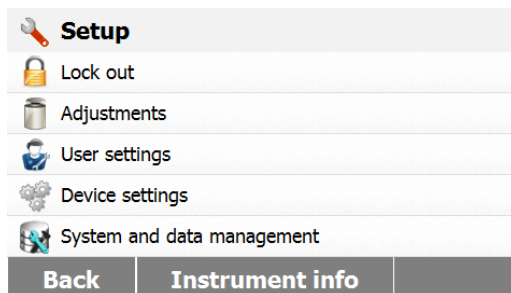 Setup
Lock out
Adjustments
User settings
Device settings
System and data management
Back Instrument info